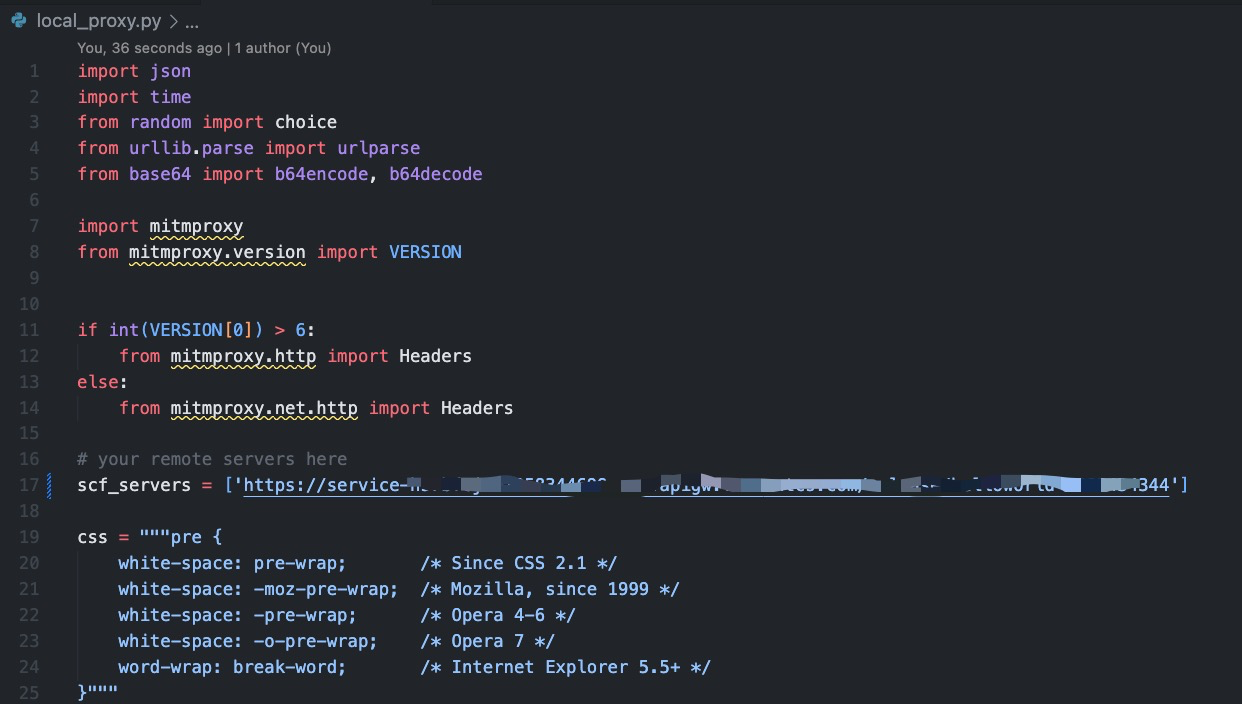 local_proxy.py > ...
You, 36 seconds ago | 1 author (You)
1 import json
2 import time
3 from random import choice
4 from urllib.parse import urlparse
5 from base64 import b64encode, b64decode
6
7 import mitmproxy
8 from mitmproxy.version import VERSION
9
10
11 if int(VERSION[0]) > 6:
12     from mitmproxy.http import Headers
13 else:
14     from mitmproxy.net.http import Headers
15
16 # your remote servers here
17 scf_servers = ['https://service-
18
19 css = """pre {
20     white-space: pre-wrap;       /* Since CSS 2.1 */
21     white-space: -moz-pre-wrap;  /* Mozilla, since 1999 */
22     white-space: -pre-wrap;      /* Opera 4-6 */
23     white-space: -o-pre-wrap;    /* Opera 7 */
24     word-wrap: break-word;       /* Internet Explorer 5.5+ */
25 }"""